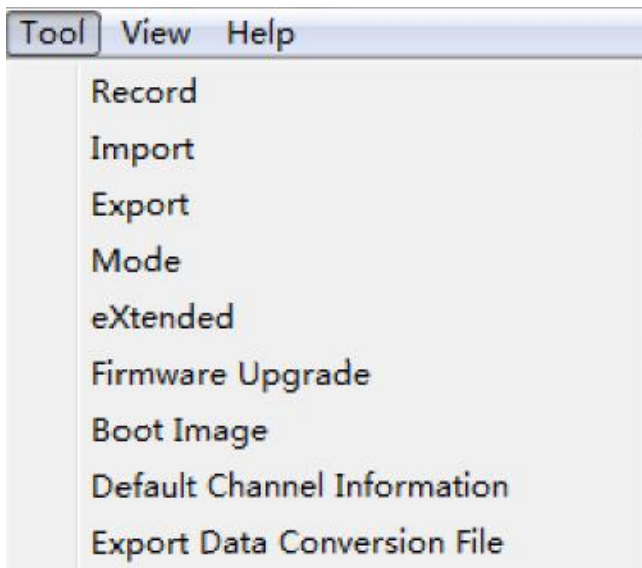 Tool View Help
Record
Import
Export
Mode
eXtended
Firmware Upgrade
Boot Image
Default Channel Information
Export Data Conversion File